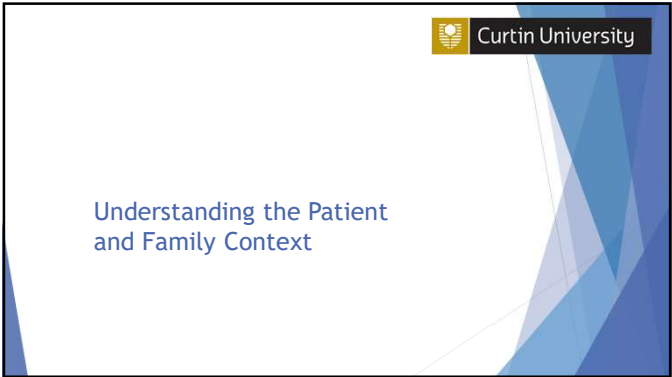 Curtin University
Understanding the Patient
and Family Context